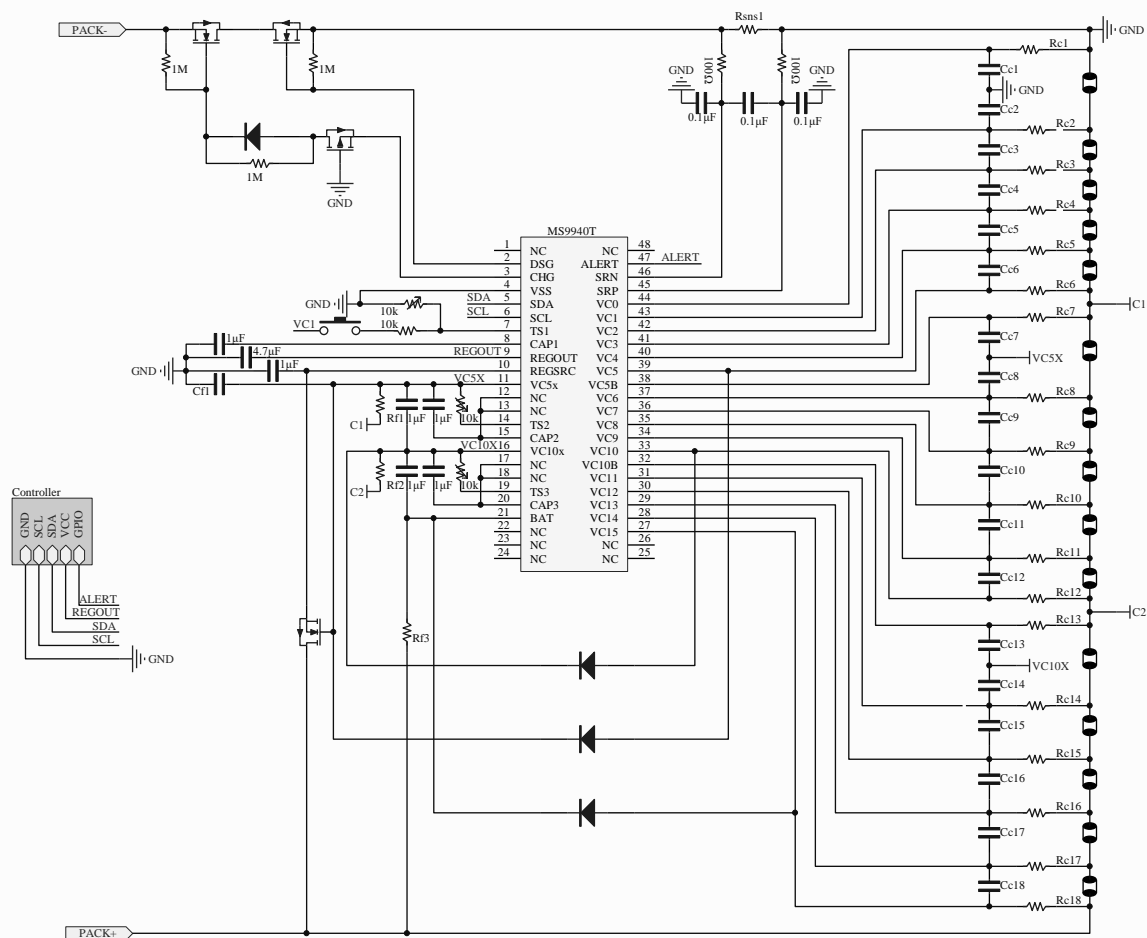 PACK-
Rsns1
GND
Rc1
1M
1M
100Ω
100Ω
GND
GND
Cc1
GND
0.1μF
0.1μF
0.1μF
Cc2
Rc2
Cc3
Rc3
1M
Cc4
GND
Rc4
Cc5
MS9940T
Rc5
1 NC NC 48
2 DSG ALERT 47 ALERT
3 CHG SRN 46
4 VSS SRP 45
SDA 5 SDA VC0 44
SCL 6 SCL VC1 43
7 TS1 VC2 42
8 CAP1 VC3 41
REGOUT 9 REGOUT VC4 40
10 REGSRC VC5 39
VC5X 11 VC5x VC5B 38
12 NC VC6 37
13 NC VC7 36
14 TS2 VC8 35
15 CAP2 VC9 34
VC10X 16 VC10x VC10 33
17 NC VC10B 32
18 NC VC11 31
19 TS3 VC12 30
20 CAP3 VC13 29
21 BAT VC14 28
22 NC VC15 27
23 NC NC 26
24 NC NC 25
GND
10k
VC1
10k
1μF
4.7μF
1μF
GND
Cf1
C1
Rf1
1μF
1μF
10k
C2
Rf2
1μF
1μF
10k
Rf3
Cc6
Rc6
C1
Rc7
Cc7
VC5X
Cc8
Rc8
Cc9
Rc9
Cc10
Rc10
Cc11
Rc11
Cc12
Rc12
C2
Rc13
Cc13
VC10X
Cc14
Rc14
Cc15
Rc15
Cc16
Rc16
Cc17
Rc17
Cc18
Rc18
Controller
GND
SCL
SDA
VCC
GPIO
ALERT
REGOUT
SDA
SCL
GND
PACK+